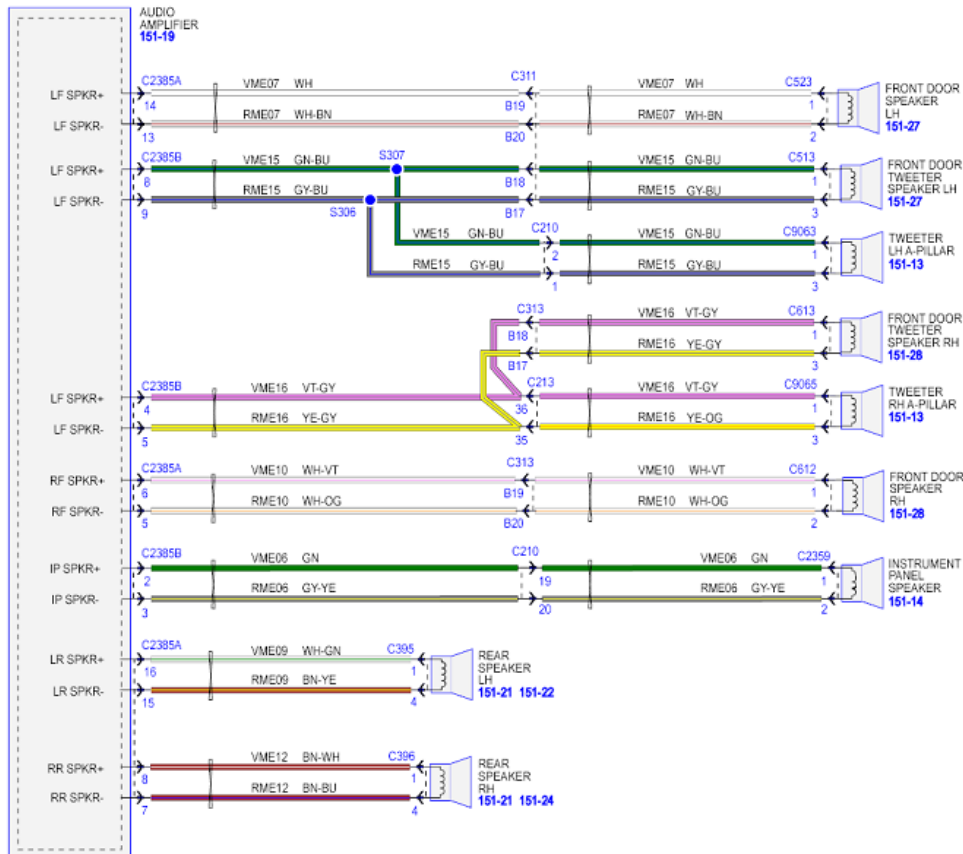 AUDIO
AMPLIFIER
151-19
LF SPKR+
C2385A
14
VME07 WH
C311
B19
VME07 WH
C523
1
FRONT DOOR
SPEAKER
LH
151-27
LF SPKR-
13
RME07 WH-BN
B20
RME07 WH-BN
2
LF SPKR+
C2385B
8
VME15 GN-BU
S307
B18
VME15 GN-BU
C513
1
FRONT DOOR
TWEETER
SPEAKER LH
151-27
LF SPKR-
9
RME15 GY-BU
S306
B17
RME15 GY-BU
3
VME15 GN-BU
C210
2
VME15 GN-BU
C9063
1
TWEETER
LH A-PILLAR
151-13
RME15 GY-BU
1
RME15 GY-BU
3
C313
B18
VME16 VT-GY
C613
1
FRONT DOOR
TWEETER
SPEAKER RH
151-28
B17
RME16 YE-GY
3
LF SPKR+
C2385B
4
VME16 VT-GY
C213
36
VME16 VT-GY
C9065
1
TWEETER
RH A-PILLAR
151-13
LF SPKR-
5
RME16 YE-GY
35
RME16 YE-OG
3
RF SPKR+
C2385A
6
VME10 WH-VT
C313
B19
VME10 WH-VT
C612
1
FRONT DOOR
SPEAKER
RH
151-28
RF SPKR-
5
RME10 WH-OG
B20
RME10 WH-OG
2
IP SPKR+
C2385B
2
VME06 GN
C210
19
VME06 GN
C2359
1
INSTRUMENT
PANEL
SPEAKER
151-14
IP SPKR-
3
RME06 GY-YE
20
RME06 GY-YE
2
LR SPKR+
C2385A
16
VME09 WH-GN
C395
1
REAR
SPEAKER
LH
151-21 151-22
LR SPKR-
15
RME09 BN-YE
4
RR SPKR+
8
VME12 BN-WH
C396
1
REAR
SPEAKER
RH
151-21 151-24
RR SPKR-
7
RME12 BN-BU
4